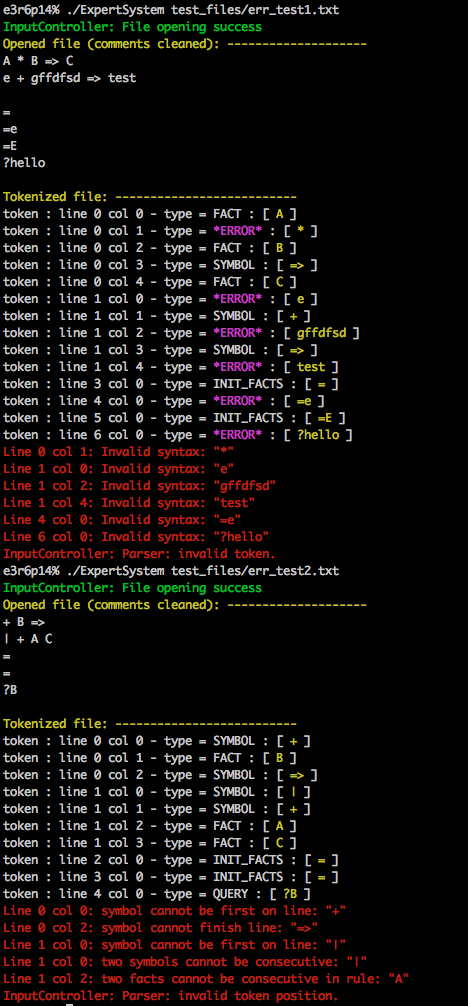 e3r6p14% ./ExpertSystem test_files/err_test1.txt
InputController: File opening success
Opened file (comments cleaned): --------------------
A * B => C
e + gffdfsd => test
=
=e
=E
?hello
Tokenized file: --------------------------
token : line 0 col 0 - type = FACT : [ A ]
token : line 0 col 1 - type = *ERROR* : [ * ]
token : line 0 col 2 - type = FACT : [ B ]
token : line 0 col 3 - type = SYMBOL : [ => ]
token : line 0 col 4 - type = FACT : [ C ]
token : line 1 col 0 - type = *ERROR* : [ e ]
token : line 1 col 1 - type = SYMBOL : [ + ]
token : line 1 col 2 - type = *ERROR* : [ gffdfsd ]
token : line 1 col 3 - type = SYMBOL : [ => ]
token : line 1 col 4 - type = *ERROR* : [ test ]
token : line 3 col 0 - type = INIT_FACTS : [ = ]
token : line 4 col 0 - type = *ERROR* : [ =e ]
token : line 5 col 0 - type = INIT_FACTS : [ =E ]
token : line 6 col 0 - type = *ERROR* : [ ?hello ]
Line 0 col 1: Invalid syntax: "*"
Line 1 col 0: Invalid syntax: "e"
Line 1 col 2: Invalid syntax: "gffdfsd"
Line 1 col 4: Invalid syntax: "test"
Line 4 col 0: Invalid syntax: "=e"
Line 6 col 0: Invalid syntax: "?hello"
InputController: Parser: invalid token.
e3r6p14% ./ExpertSystem test_files/err_test2.txt
InputController: File opening success
Opened file (comments cleaned): --------------------
+ B =>
| + A C
=
=
?B
Tokenized file: --------------------------
token : line 0 col 0 - type = SYMBOL : [ + ]
token : line 0 col 1 - type = FACT : [ B ]
token : line 0 col 2 - type = SYMBOL : [ => ]
token : line 1 col 0 - type = SYMBOL : [ | ]
token : line 1 col 1 - type = SYMBOL : [ + ]
token : line 1 col 2 - type = FACT : [ A ]
token : line 1 col 3 - type = FACT : [ C ]
token : line 2 col 0 - type = INIT_FACTS : [ = ]
token : line 3 col 0 - type = INIT_FACTS : [ = ]
token : line 4 col 0 - type = QUERY : [ ?B ]
Line 0 col 0: symbol cannot be first on line: "+"
Line 0 col 2: symbol cannot finish line: "=>"
Line 1 col 0: symbol cannot be first on line: "|"
Line 1 col 0: two symbols cannot be consecutive: "|"
Line 1 col 2: two facts cannot be consecutive in rule: "A"
InputController: Parser: invalid token position.